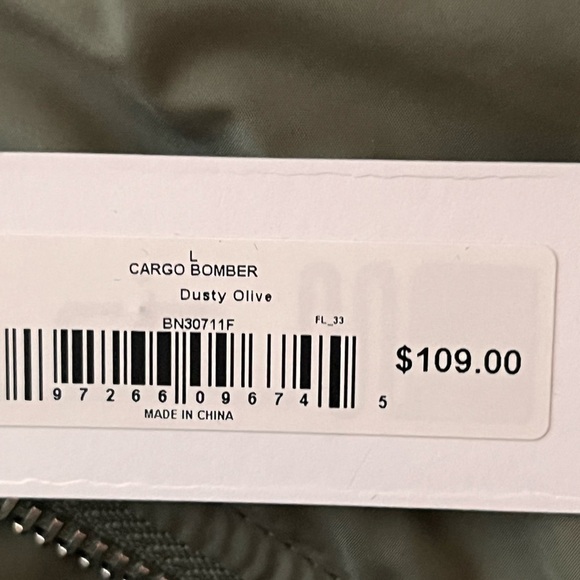 L
CARGO BOMBER
Dusty Olive
BN30711F FL_33
$109.00
9 7 2 6 6 0 9 6 7 4 5
MADE IN CHINA